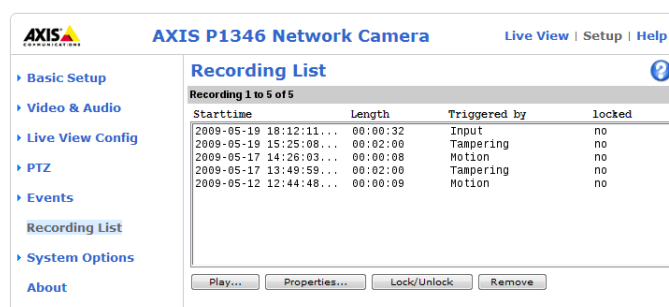 AXIS COMMUNICATIONS
AXIS P1346 Network Camera
Live View | Setup | Help
Basic Setup
Video & Audio
Live View Config
PTZ
Events
Recording List
System Options
About
Recording List
?
Recording 1 to 5 of 5
Starttime Length Triggered by locked
2009-05-19 18:12:11... 00:00:32 Input no
2009-05-19 15:25:08... 00:02:00 Tampering no
2009-05-17 14:26:03... 00:00:08 Motion no
2009-05-17 13:49:59... 00:02:00 Tampering no
2009-05-12 12:44:48... 00:00:09 Motion no
Play... Properties... Lock/Unlock Remove